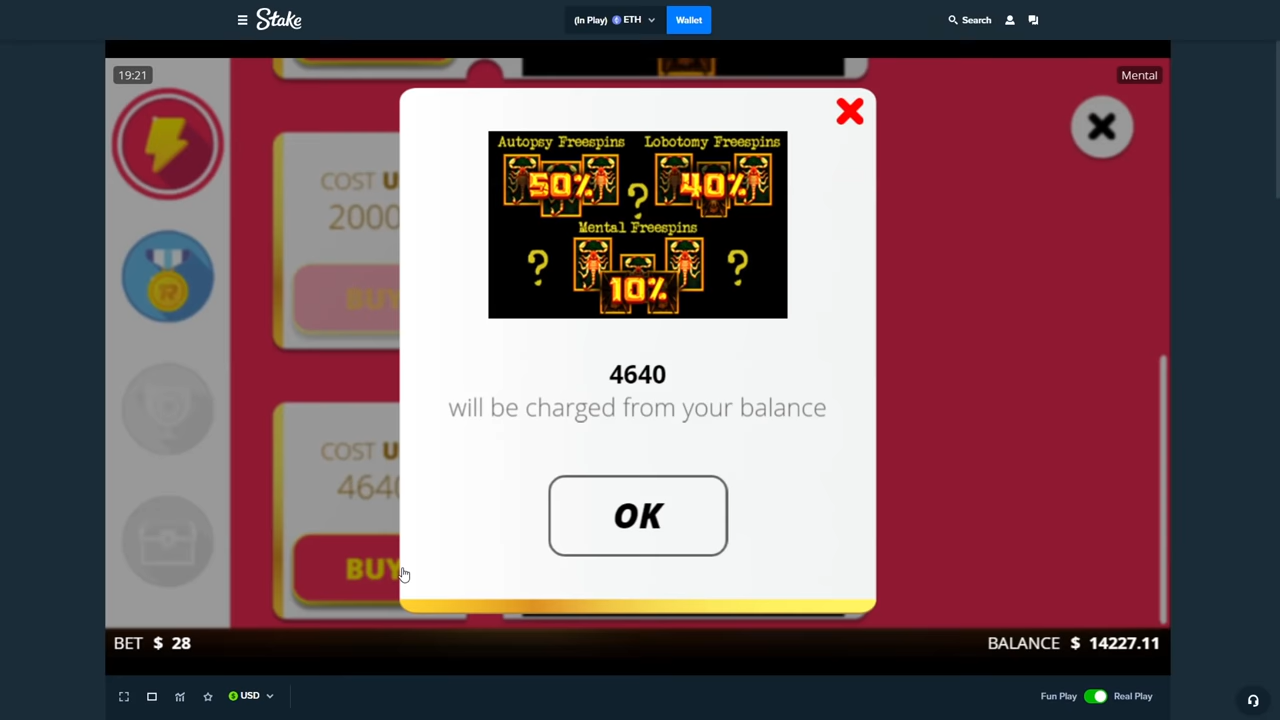 Stake
(In Play) ETH
Wallet
Search
19:21
Mental
Autopsy Freespins Lobotomy Freespins
50% 40%
?
Mental Freespins
? ?
10%
COST U
2000
BUY
4640
will be charged from your balance
COST U
4640
OK
BUY
BET $ 28
BALANCE $ 14227.11
USD
Fun Play Real Play